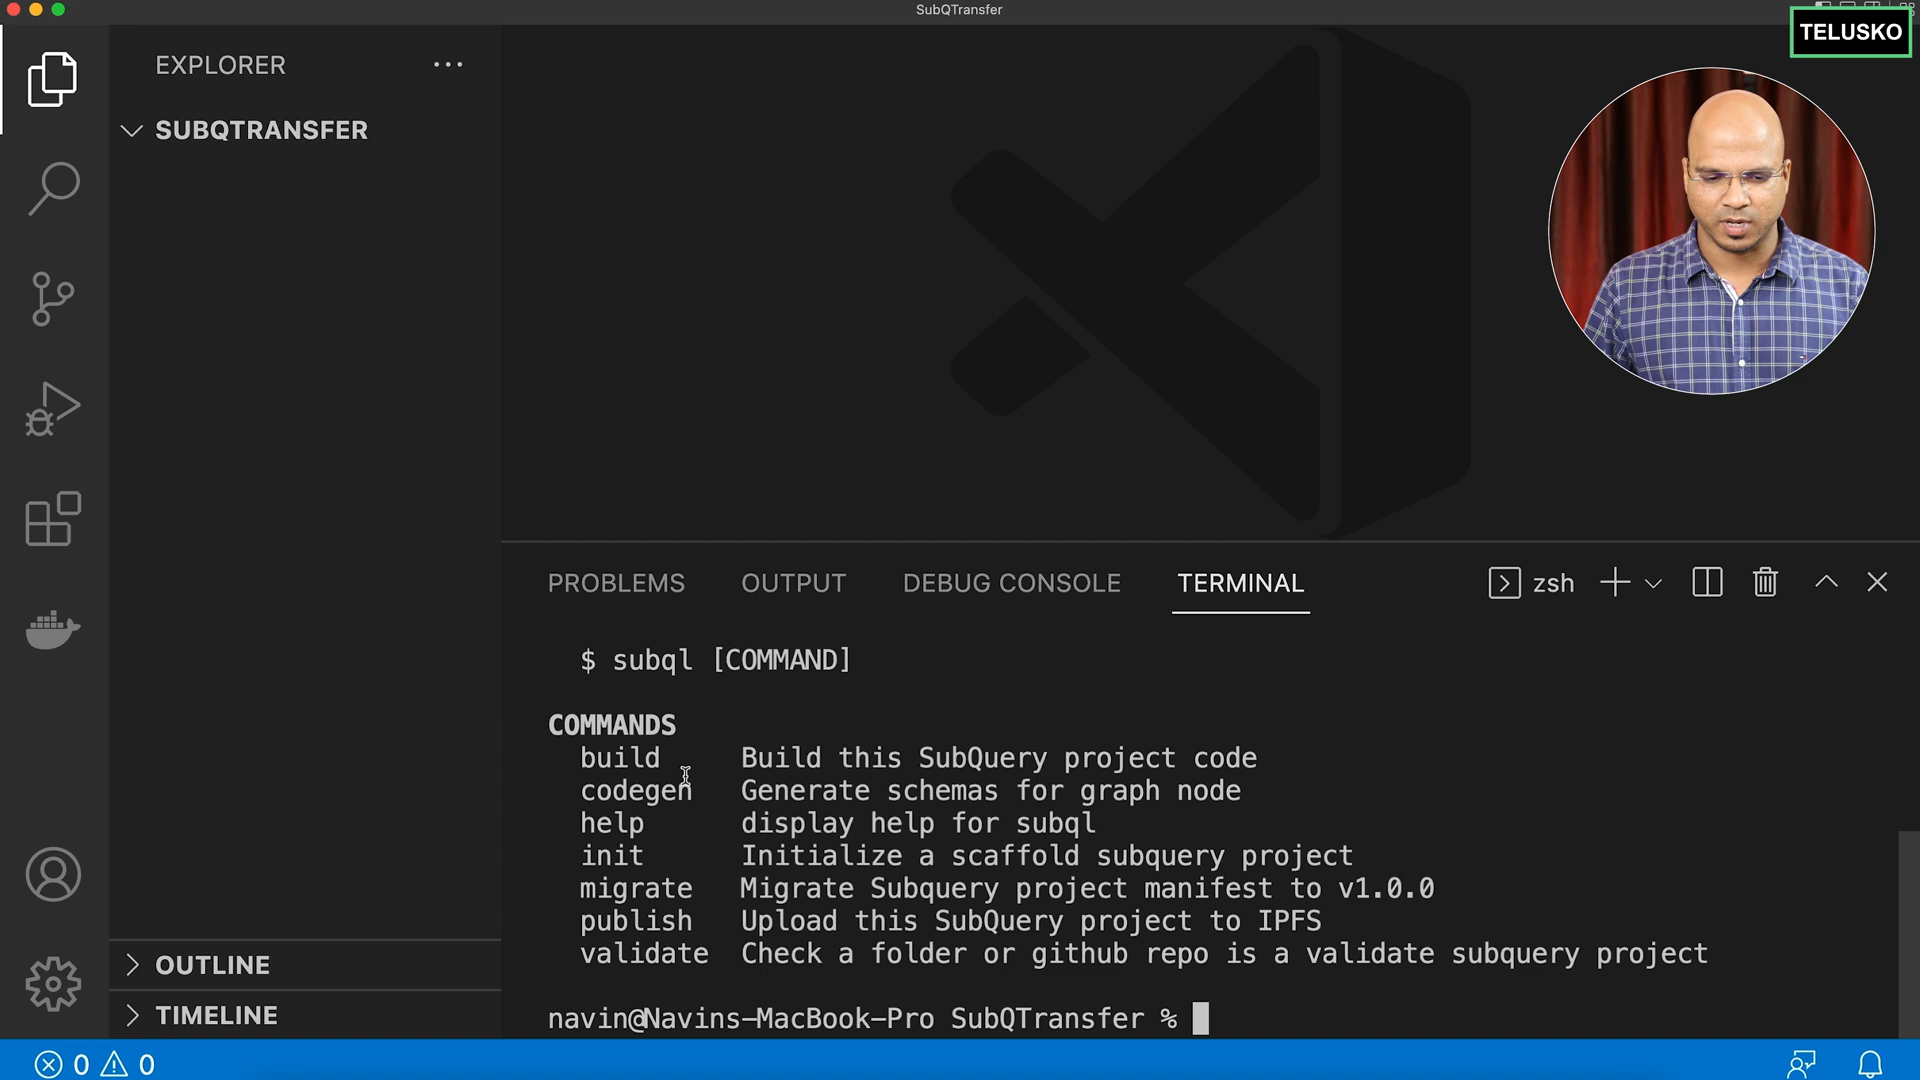 SubQTransfer
TELUSKO
EXPLORER
SUBQTRANSFER
PROBLEMS OUTPUT DEBUG CONSOLE TERMINAL zsh
$ subql [COMMAND]
COMMANDS
build Build this SubQuery project code
codegen Generate schemas for graph node
help display help for subql
init Initialize a scaffold subquery project
migrate Migrate Subquery project manifest to v1.0.0
publish Upload this SubQuery project to IPFS
validate Check a folder or github repo is a validate subquery project
navin@Navins-MacBook-Pro SubQTransfer %
OUTLINE
TIMELINE
0 0